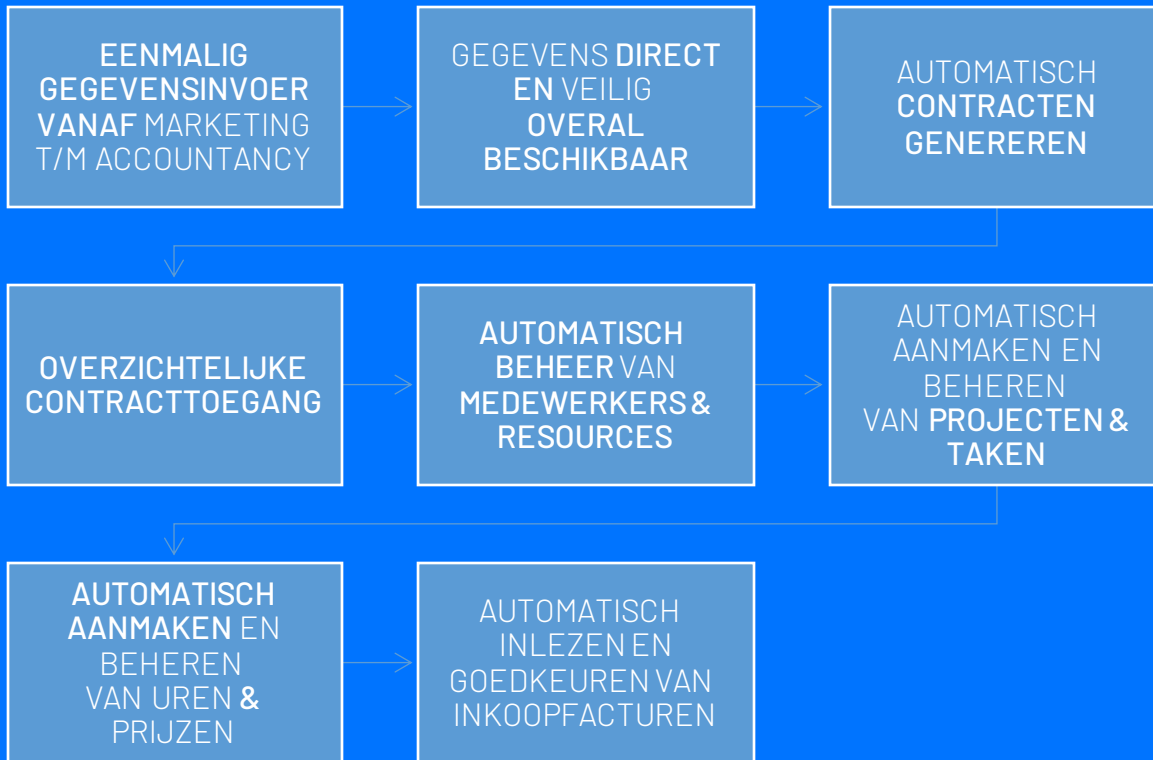 EENMALIG
GEGEVENSINVOER
VANAF MARKETING
T/M ACCOUNTANCY
GEGEVENS DIRECT
EN VEILIG
OVERAL
BESCHIKBAAR
AUTOMATISCH
CONTRACTEN
GENEREREN
OVERZICHTELIJKE
CONTRACTTOEGANG
AUTOMATISCH
BEHEER VAN
MEDEWERKERS &
RESOURCES
AUTOMATISCH
AANMAKEN EN
BEHEREN
VAN PROJECTEN &
TAKEN
AUTOMATISCH
AANMAKEN EN
BEHEREN
VAN UREN &
PRIJZEN
AUTOMATISCH
INLEZEN EN
GOEDKEUREN VAN
INKOOPFACTUREN